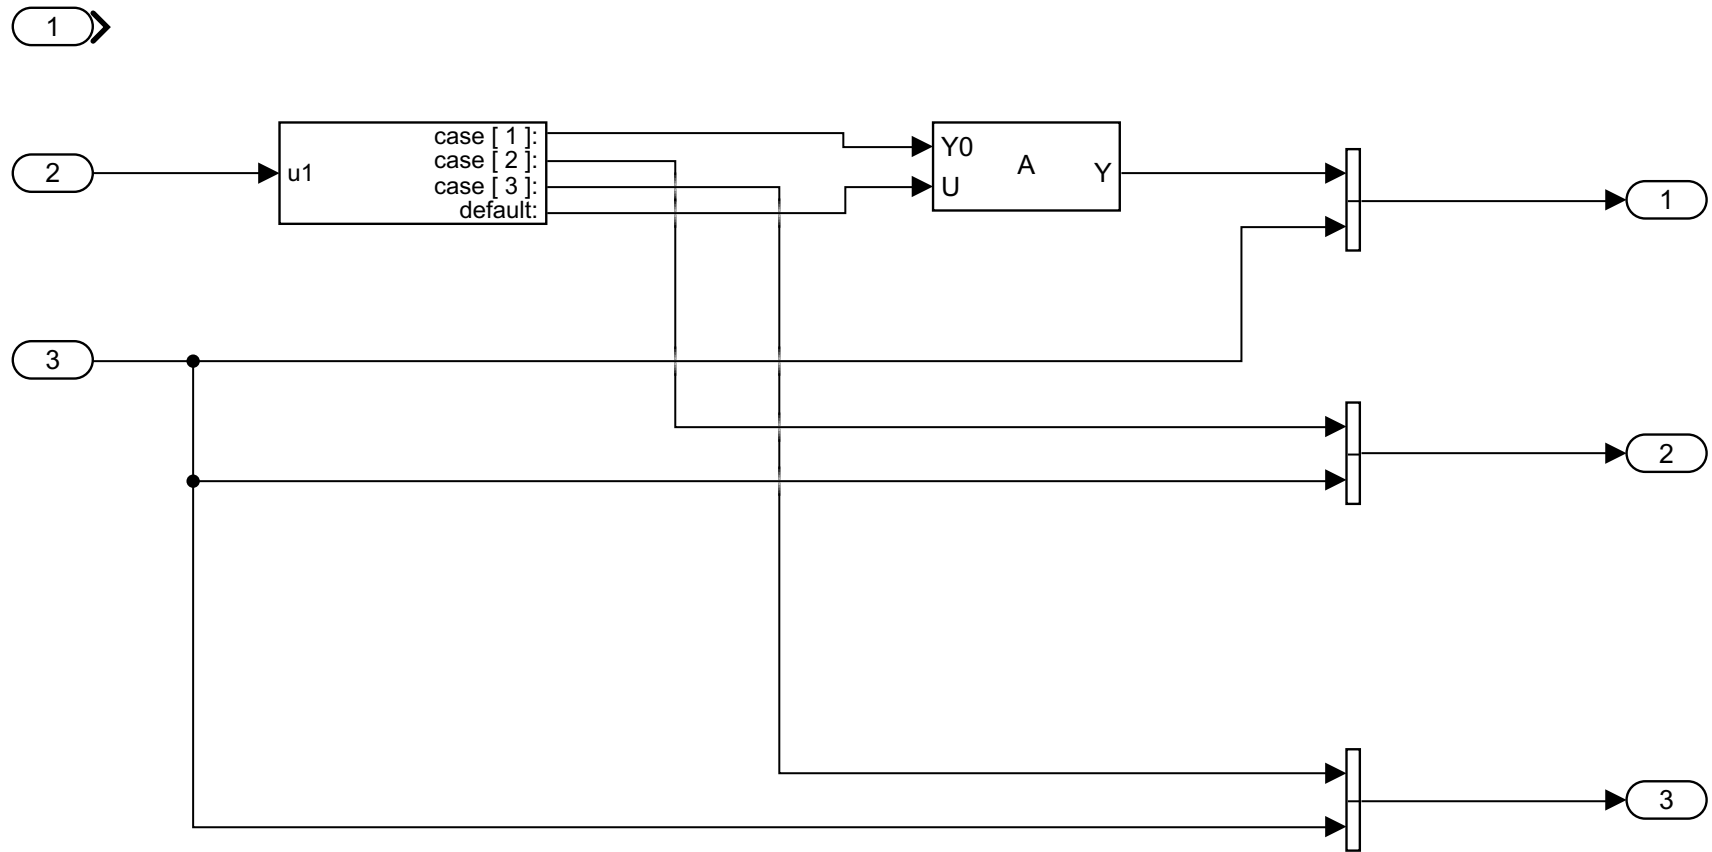 1
2
u1
case [ 1 ]:
case [ 2 ]:
case [ 3 ]:
default:
Y0
U
A
Y
1
3
2
3